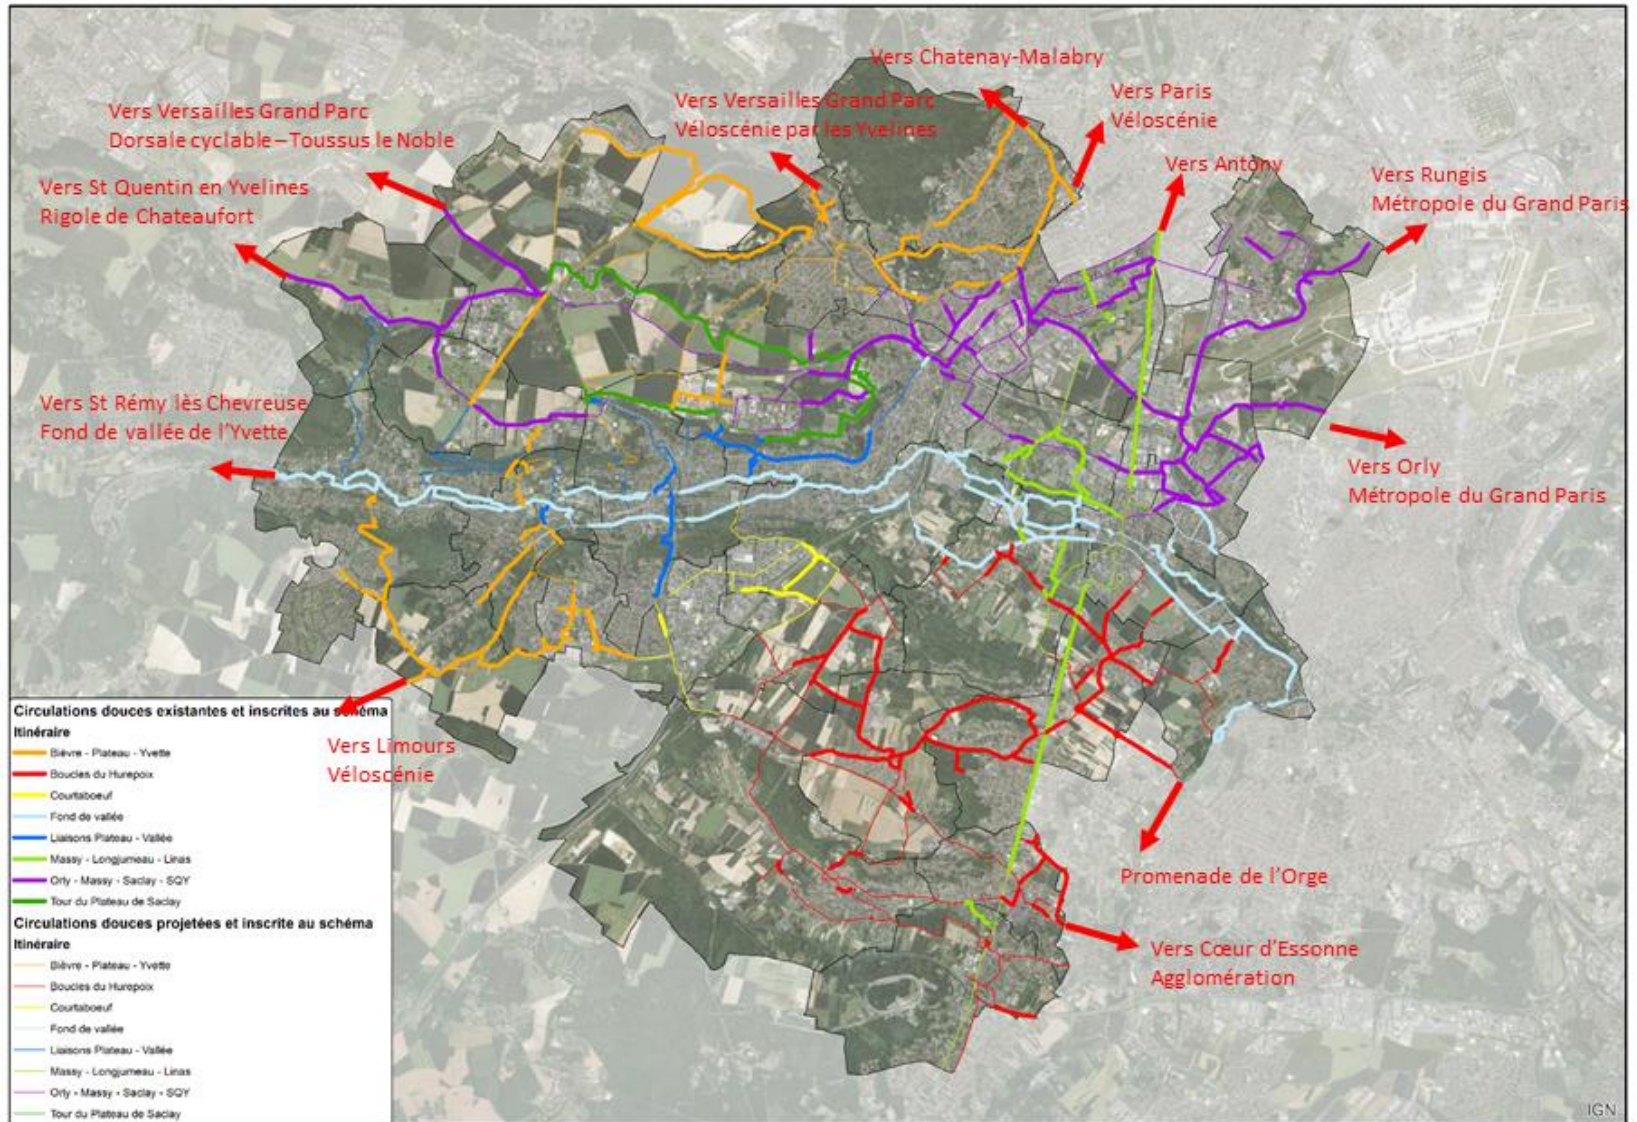 Vers Chatenay-Malabry
Vers Versailles Grand Parc
Dorsale cyclable – Toussus le Noble
Vers Versailles Grand Parc
Véloscénie par les Yvelines
Vers Paris
Véloscénie
Vers Antony
Vers Rungis
Métropole du Grand Paris
Vers St Quentin en Yvelines
Rigole de Chateaufort
Vers St Rémy lès Chevreuse
Fond de vallée de l'Yvette
Vers Orly
Métropole du Grand Paris
Vers Limours
Véloscénie
Promenade de l'Orge
Vers Cœur d'Essonne
Agglomération
Circulations douces existantes et inscrites au schéma
Itinéraire
Bièvre - Plateau - Yvette
Boucles du Hurepoix
Courtaboeuf
Fond de vallée
Liaisons Plateau - Vallée
Massy - Longjumeau - Linas
Orly - Massy - Saclay - SQY
Tour du Plateau de Saclay
Circulations douces projetées et inscrite au schéma
Itinéraire
Bièvre - Plateau - Yvette
Boucles du Hurepoix
Courtaboeuf
Fond de vallée
Liaisons Plateau - Vallée
Massy - Longjumeau - Linas
Orly - Massy - Saclay - SQY
Tour du Plateau de Saclay
IGN